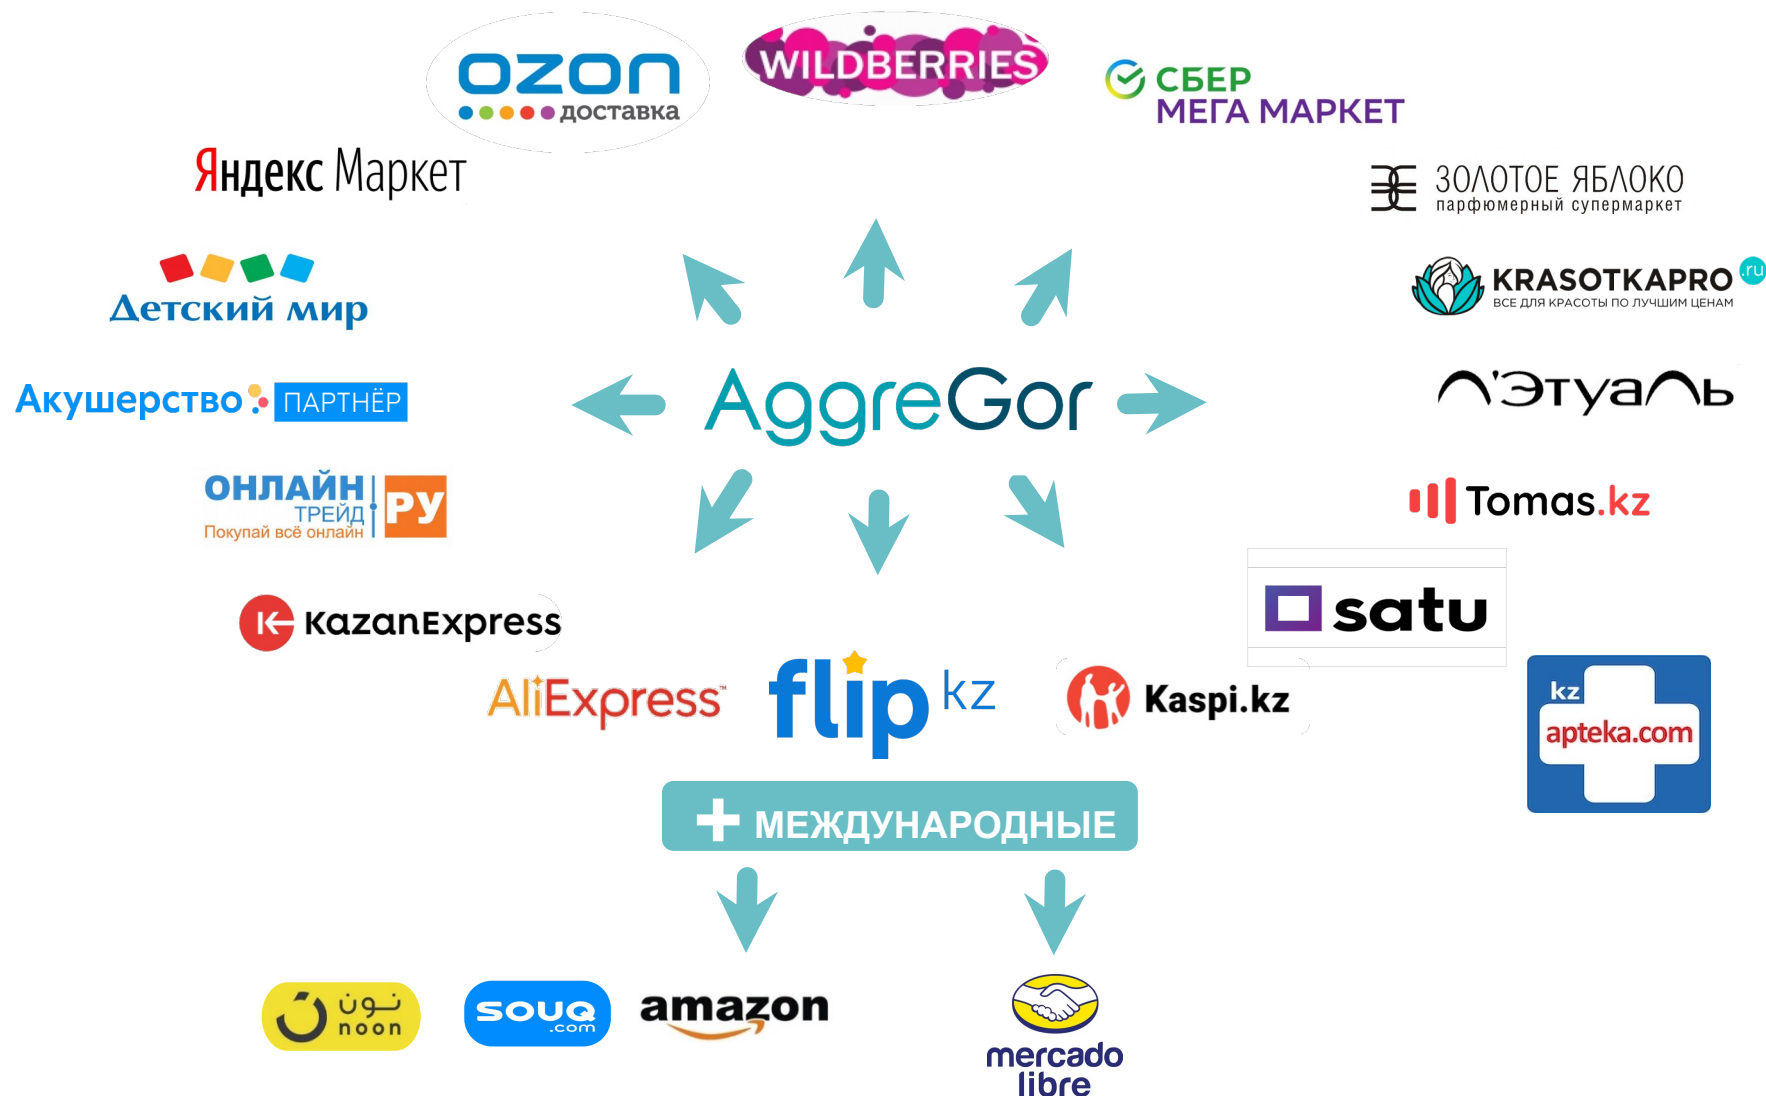 OZON
доставка
WILDBERRIES
СБЕР
МЕГА МАРКЕТ
Яндекс Маркет
ЗОЛОТОЕ ЯБЛОКО
парфюмерный супермаркет
Детский мир
KRASOTKAPRO .ru
ВСЕ ДЛЯ КРАСОТЫ ПО ЛУЧШИМ ЦЕНАМ
Акушерство ПАРТНЁР
AggreGor
Л'Этуаль
ОНЛАЙН
ТРЕЙД
РУ
Покупай всё онлайн
Tomas.kz
KazanExpress
satu
AliExpress™
flip kz
Kaspi.kz
kz
apteka.com
+ МЕЖДУНАРОДНЫЕ
نون
noon
souq
.com
amazon
mercado
libre